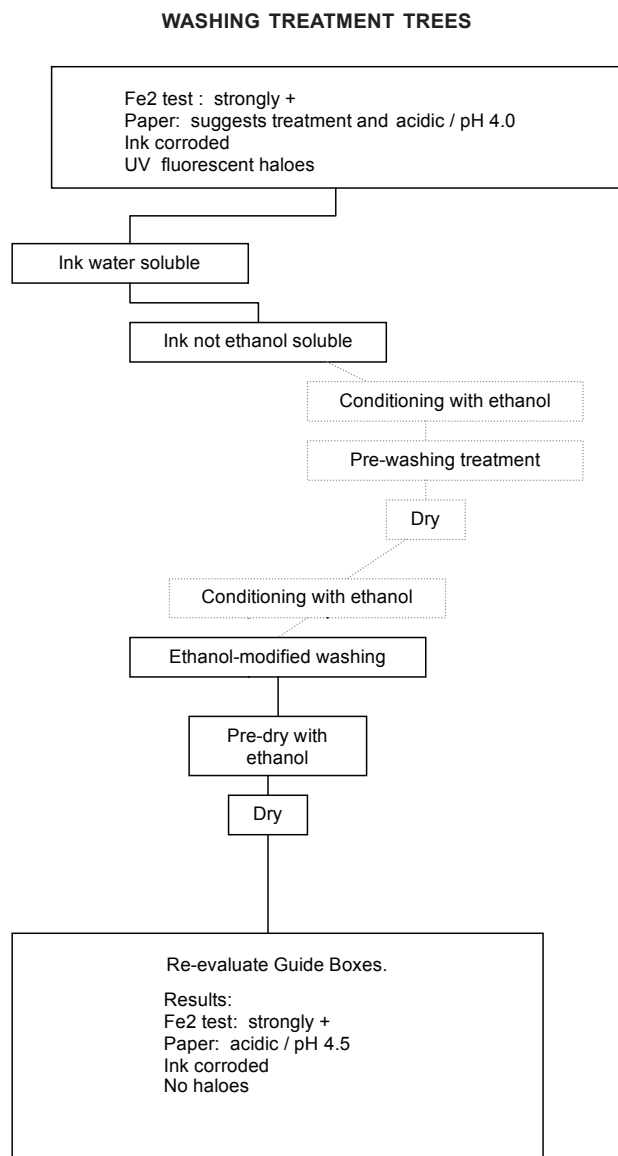 WASHING TREATMENT TREES
Fe2 test : strongly +
Paper: suggests treatment and acidic / pH 4.0
Ink corroded
UV fluorescent haloes
Ink water soluble
Ink not ethanol soluble
Conditioning with ethanol
Pre-washing treatment
Dry
Conditioning with ethanol
Ethanol-modified washing
Pre-dry with
ethanol
Dry
Re-evaluate Guide Boxes.
Results:
Fe2 test: strongly +
Paper: acidic / pH 4.5
Ink corroded
No haloes